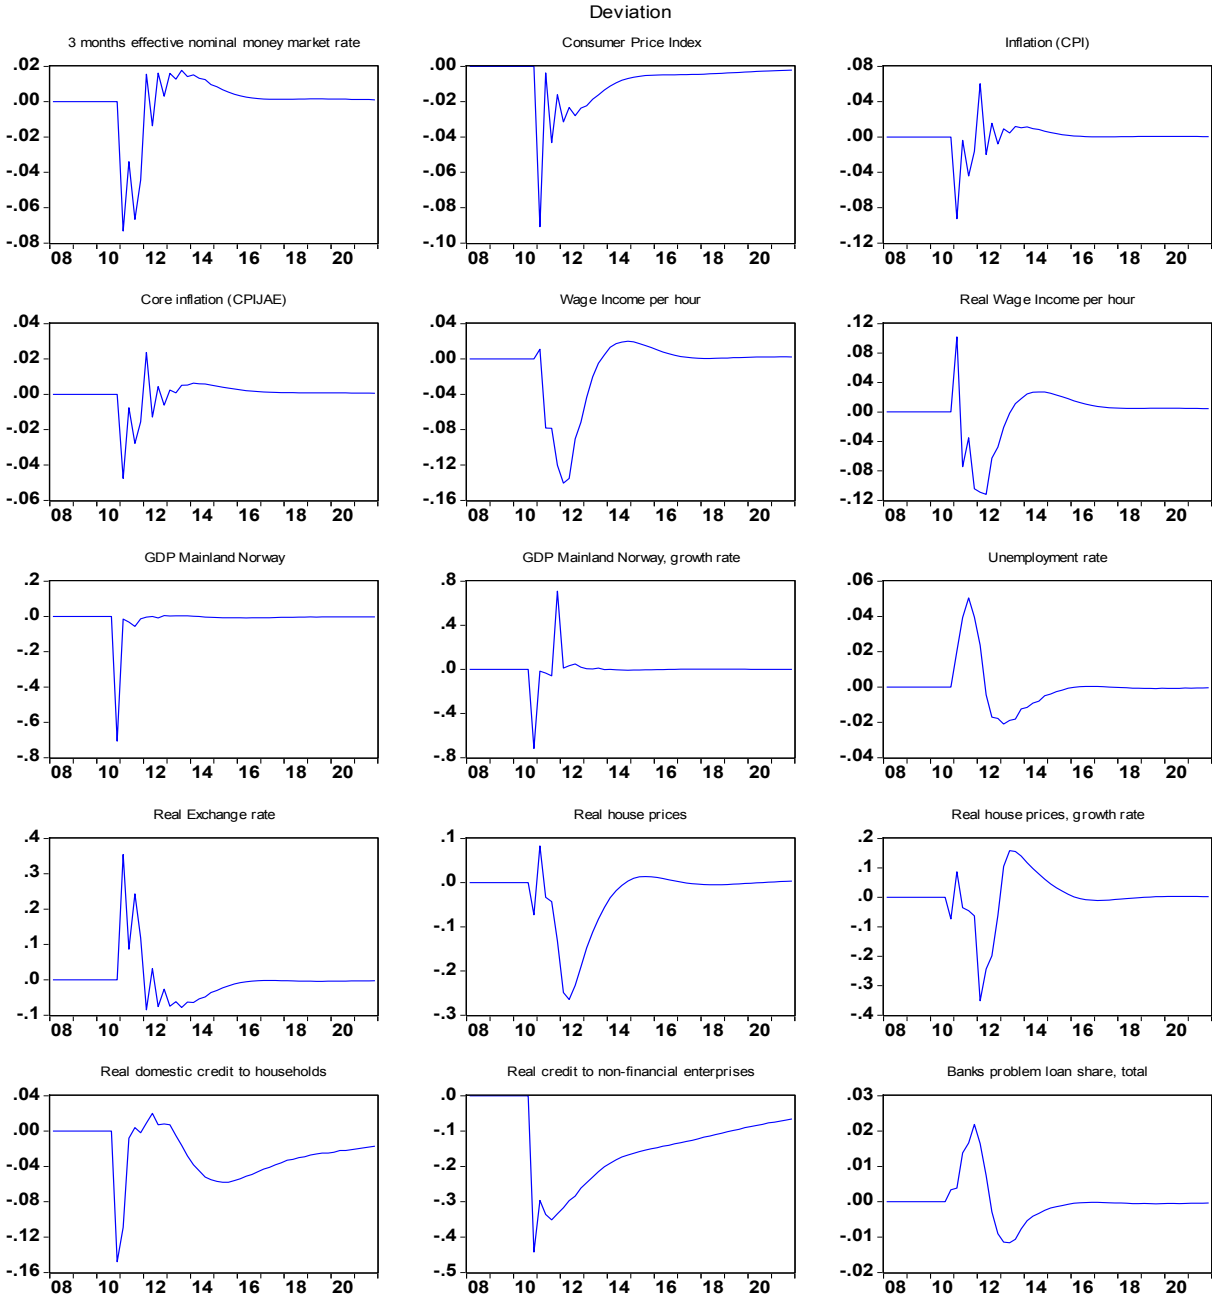 Deviation
3 months effective nominal money market rate
.02
.00
-.02
-.04
-.06
-.08
08 10 12 14 16 18 20
Consumer Price Index
.00
-.02
-.04
-.06
-.08
-.10
08 10 12 14 16 18 20
Inflation (CPI)
.08
.04
.00
-.04
-.08
-.12
08 10 12 14 16 18 20
Core inflation (CPIJAE)
.04
.02
.00
-.02
-.04
-.06
08 10 12 14 16 18 20
Wage Income per hour
.04
.00
-.04
-.08
-.12
-.16
08 10 12 14 16 18 20
Real Wage Income per hour
.12
.08
.04
.00
-.04
-.08
-.12
08 10 12 14 16 18 20
GDP Mainland Norway
.2
.0
-.2
-.4
-.6
-.8
08 10 12 14 16 18 20
GDP Mainland Norway, growth rate
.8
.4
.0
-.4
-.8
08 10 12 14 16 18 20
Unemployment rate
.06
.04
.02
.00
-.02
-.04
08 10 12 14 16 18 20
Real Exchange rate
.4
.3
.2
.1
.0
-.1
08 10 12 14 16 18 20
Real house prices
.1
.0
-.1
-.2
-.3
08 10 12 14 16 18 20
Real house prices, growth rate
.2
.1
.0
-.1
-.2
-.3
-.4
08 10 12 14 16 18 20
Real domestic credit to households
.04
.00
-.04
-.08
-.12
-.16
08 10 12 14 16 18 20
Real credit to non-financial enterprises
.0
-.1
-.2
-.3
-.4
-.5
08 10 12 14 16 18 20
Banks problem loan share, total
.03
.02
.01
.00
-.01
-.02
08 10 12 14 16 18 20